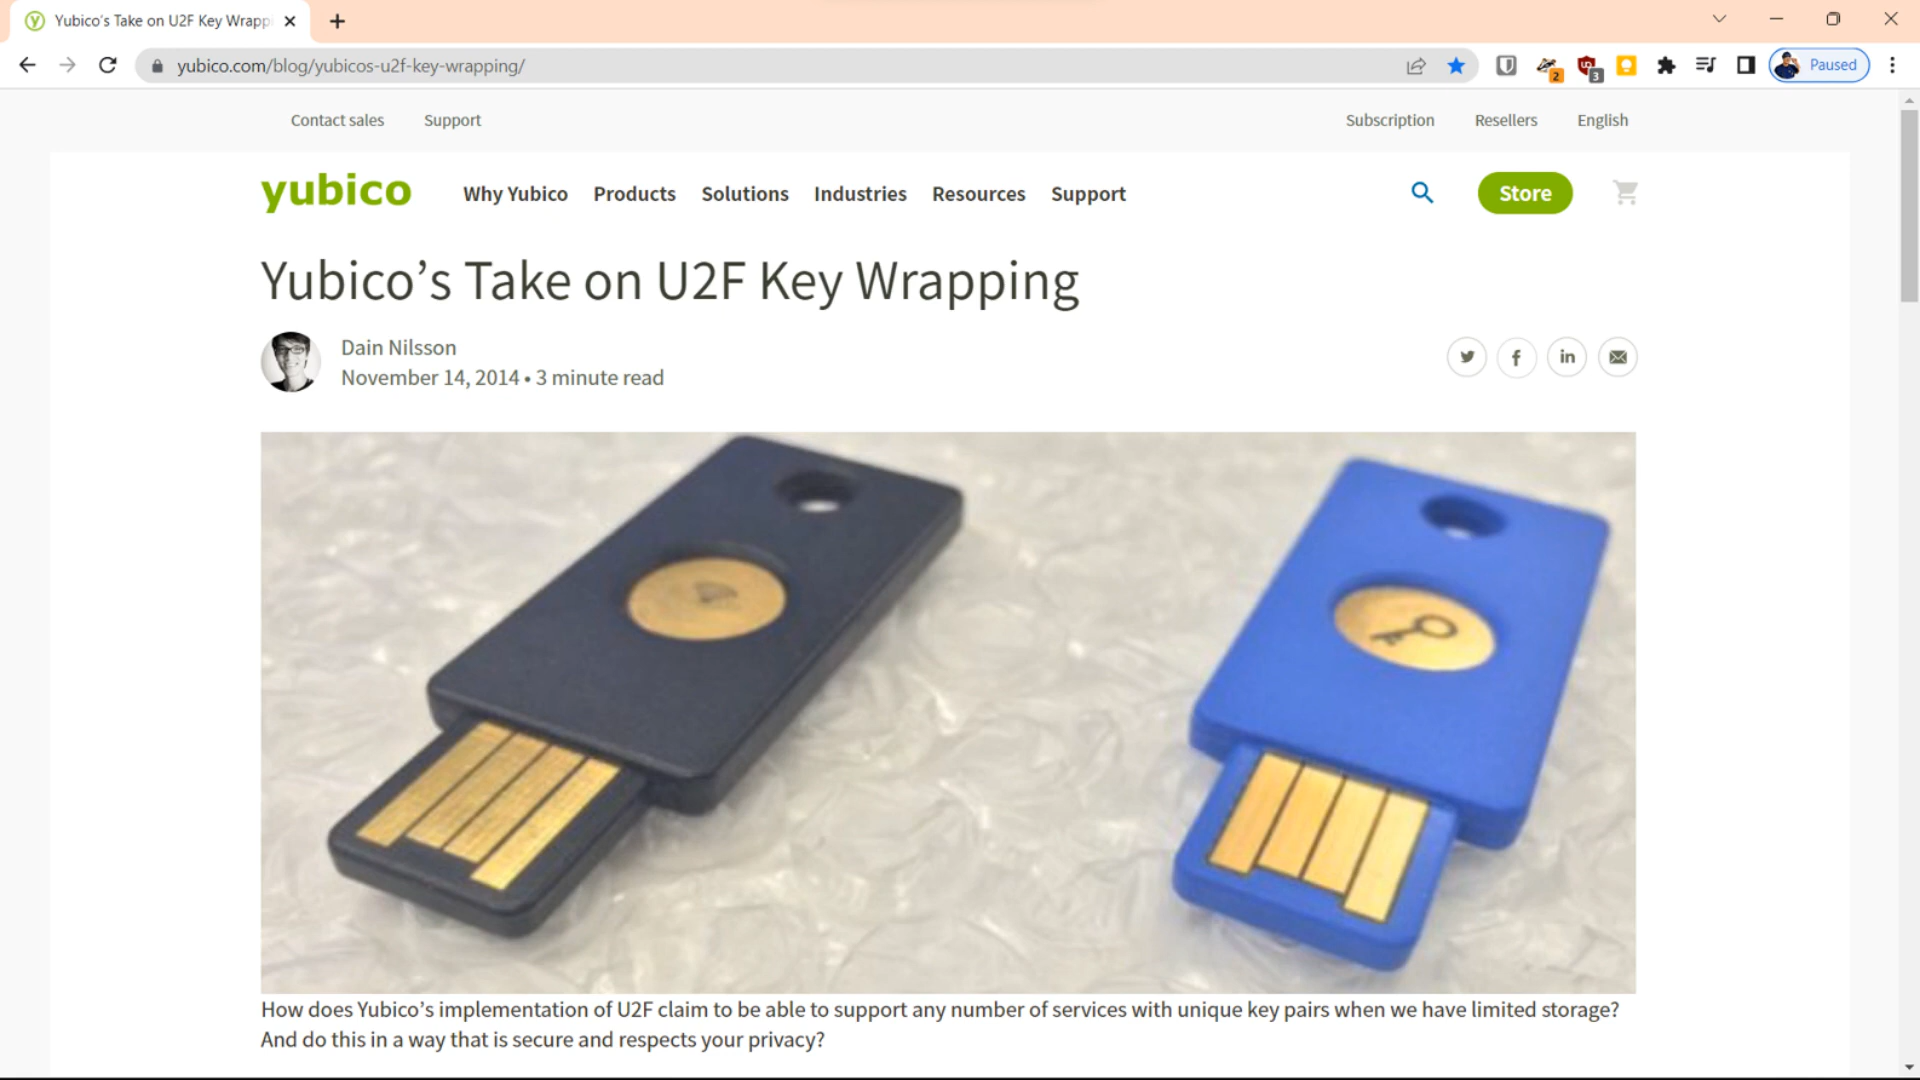 Yubico's Take on U2F Key Wrapp
yubico.com/blog/yubicos-u2f-key-wrapping/
2
3
Paused
Contact sales
Support
Subscription
Resellers
English
yubico
Why Yubico
Products
Solutions
Industries
Resources
Support
Store
Yubico’s Take on U2F Key Wrapping
Dain Nilsson
November 14, 2014 • 3 minute read
f
in
How does Yubico’s implementation of U2F claim to be able to support any number of services with unique key pairs when we have limited storage?
And do this in a way that is secure and respects your privacy?